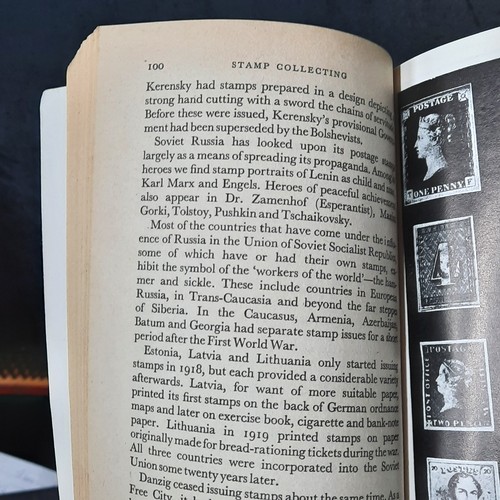 100 STAMP COLLECTING
Kerensky had stamps prepared in a design depicting
strong hand cutting with a sword the chains of
Before these were issued, Kerensky's provisional
ment had been superseded by the Bolshevists.
Soviet Russia has looked upon its postage
largely as a means of spreading its propaganda.
heroes we find stamp portraits of Lenin as child and
Karl Marx and Engels. Heroes of peaceful
also appear in Dr. Zamenhof (Esperantist),
Gorki, Tolstoy, Pushkin and Tschaikovsky.
Most of the countries that have come under the
ence of Russia in the Union of Soviet Socialist
some of which have or had their own stamps,
hibit the symbol of the 'workers of the world'—the
mer and sickle. These include countries in European
Russia, in Trans-Caucasia and beyond the far steppes
of Siberia. In the Caucasus, Armenia, Azerbaijan,
Batum and Georgia had separate stamp issues for a short
period after the First World War.
Estonia, Latvia and Lithuania only started issuing
stamps in 1918, but each provided a considerable variety
afterwards. Latvia, for want of more suitable paper,
printed its first stamps on the back of German ordnance
maps and later on exercise book, cigarette and bank-note
paper. Lithuania in 1919 printed stamps on paper
originally made for bread-rationing tickets during the war.
All three countries were incorporated into the Soviet
Union some twenty years later.
Danzig ceased issuing stamps about the same time. As
Free City, it
POSTAGE
ONE PENNY
4
POST OFFICE
TWO PENCE